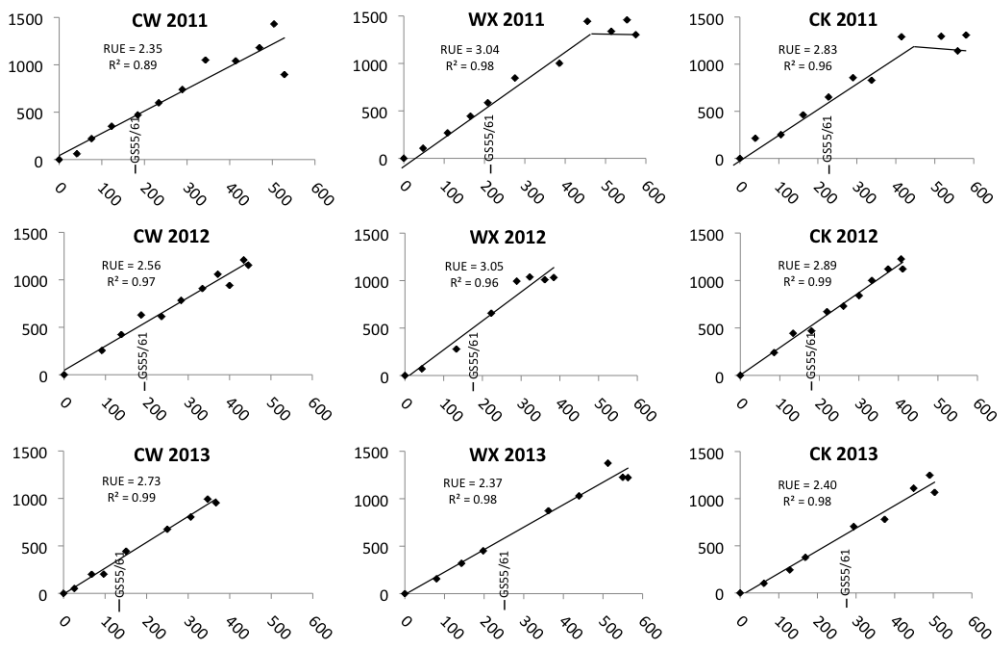 CW 2011
RUE = 2.35
R² = 0.89
1500
1000
500
0
GS55/61
0 100 200 300 400 500 600
WX 2011
RUE = 3.04
R² = 0.98
1500
1000
500
0
GS55/61
0 100 200 300 400 500 600
CK 2011
RUE = 2.83
R² = 0.96
1500
1000
500
0
GS55/61
0 100 200 300 400 500 600
CW 2012
RUE = 2.56
R² = 0.97
1500
1000
500
0
GS55/61
0 100 200 300 400 500 600
WX 2012
RUE = 3.05
R² = 0.96
1500
1000
500
0
GS55/61
0 100 200 300 400 500 600
CK 2012
RUE = 2.89
R² = 0.99
1500
1000
500
0
GS55/61
0 100 200 300 400 500 600
CW 2013
RUE = 2.73
R² = 0.99
1500
1000
500
0
GS55/61
0 100 200 300 400 500 600
WX 2013
RUE = 2.37
R² = 0.98
1500
1000
500
0
GS55/61
0 100 200 300 400 500 600
CK 2013
RUE = 2.40
R² = 0.98
1500
1000
500
0
GS55/61
0 100 200 300 400 500 600